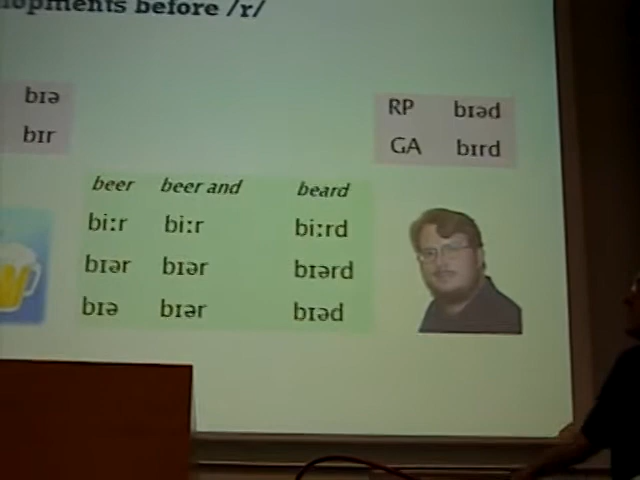 lopments before /r/
bɪə
bɪr
RP bɪəd
GA bɪrd
beer beer and beard
biːr biːr biːrd
bɪər bɪər bɪərd
bɪə bɪər bɪəd